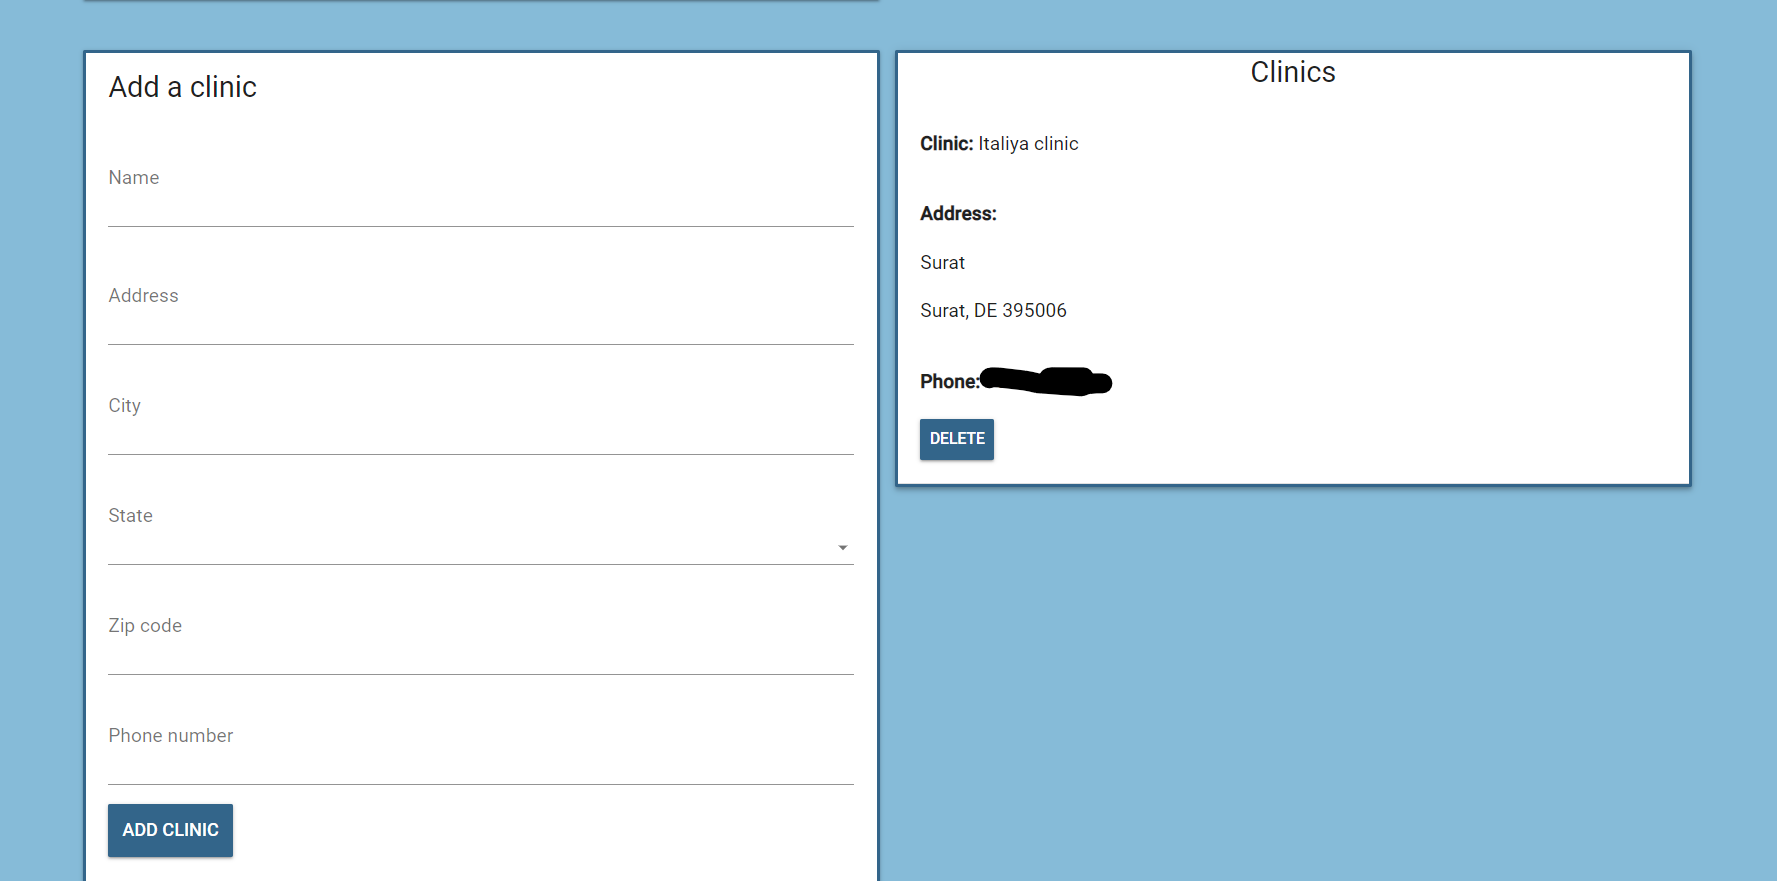 Add a clinic
Name
Address
City
State
Zip code
Phone number
ADD CLINIC
Clinics
Clinic: Italiya clinic
Address:
Surat
Surat, DE 395006
Phone:
DELETE